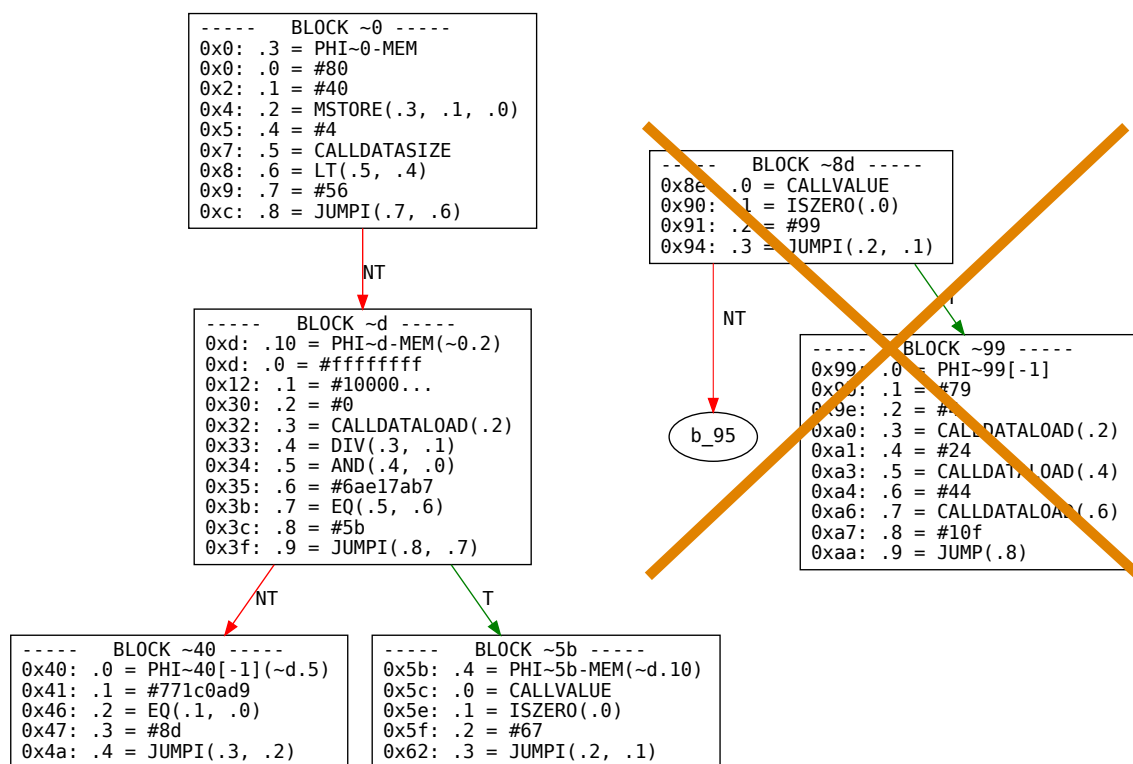 -----   BLOCK ~0 -----
0x0: .3 = PHI~0-MEM
0x0: .0 = #80
0x2: .1 = #40
0x4: .2 = MSTORE(.3, .1, .0)
0x5: .4 = #4
0x7: .5 = CALLDATASIZE
0x8: .6 = LT(.5, .4)
0x9: .7 = #56
0xc: .8 = JUMPI(.7, .6)
NT
-----   BLOCK ~d -----
0xd: .10 = PHI~d-MEM(~0.2)
0xd: .0 = #ffffffff
0x12: .1 = #10000...
0x30: .2 = #0
0x32: .3 = CALLDATALOAD(.2)
0x33: .4 = DIV(.3, .1)
0x34: .5 = AND(.4, .0)
0x35: .6 = #6ae17ab7
0x3b: .7 = EQ(.5, .6)
0x3c: .8 = #5b
0x3f: .9 = JUMPI(.8, .7)
NT
T
-----   BLOCK ~40 -----
0x40: .0 = PHI~40[-1](~d.5)
0x41: .1 = #771c0ad9
0x46: .2 = EQ(.1, .0)
0x47: .3 = #8d
0x4a: .4 = JUMPI(.3, .2)
-----   BLOCK ~5b -----
0x5b: .4 = PHI~5b-MEM(~d.10)
0x5c: .0 = CALLVALUE
0x5e: .1 = ISZERO(.0)
0x5f: .2 = #67
0x62: .3 = JUMPI(.2, .1)
-----   BLOCK ~8d -----
0x8e: .0 = CALLVALUE
0x90: .1 = ISZERO(.0)
0x91: .2 = #99
0x94: .3 = JUMPI(.2, .1)
NT
b_95
-----   BLOCK ~99 -----
0x99: .0 = PHI~99[-1]
.1 = #79
0x9e: .2 =
0xa0: .3 = CALLDATALOAD(.2)
0xa1: .4 = #24
0xa3: .5 = CALLDATALOAD(.4)
0xa4: .6 = #44
0xa6: .7 = CALLDATALOAD(.6)
0xa7: .8 = #10f
0xaa: .9 = JUMP(.8)